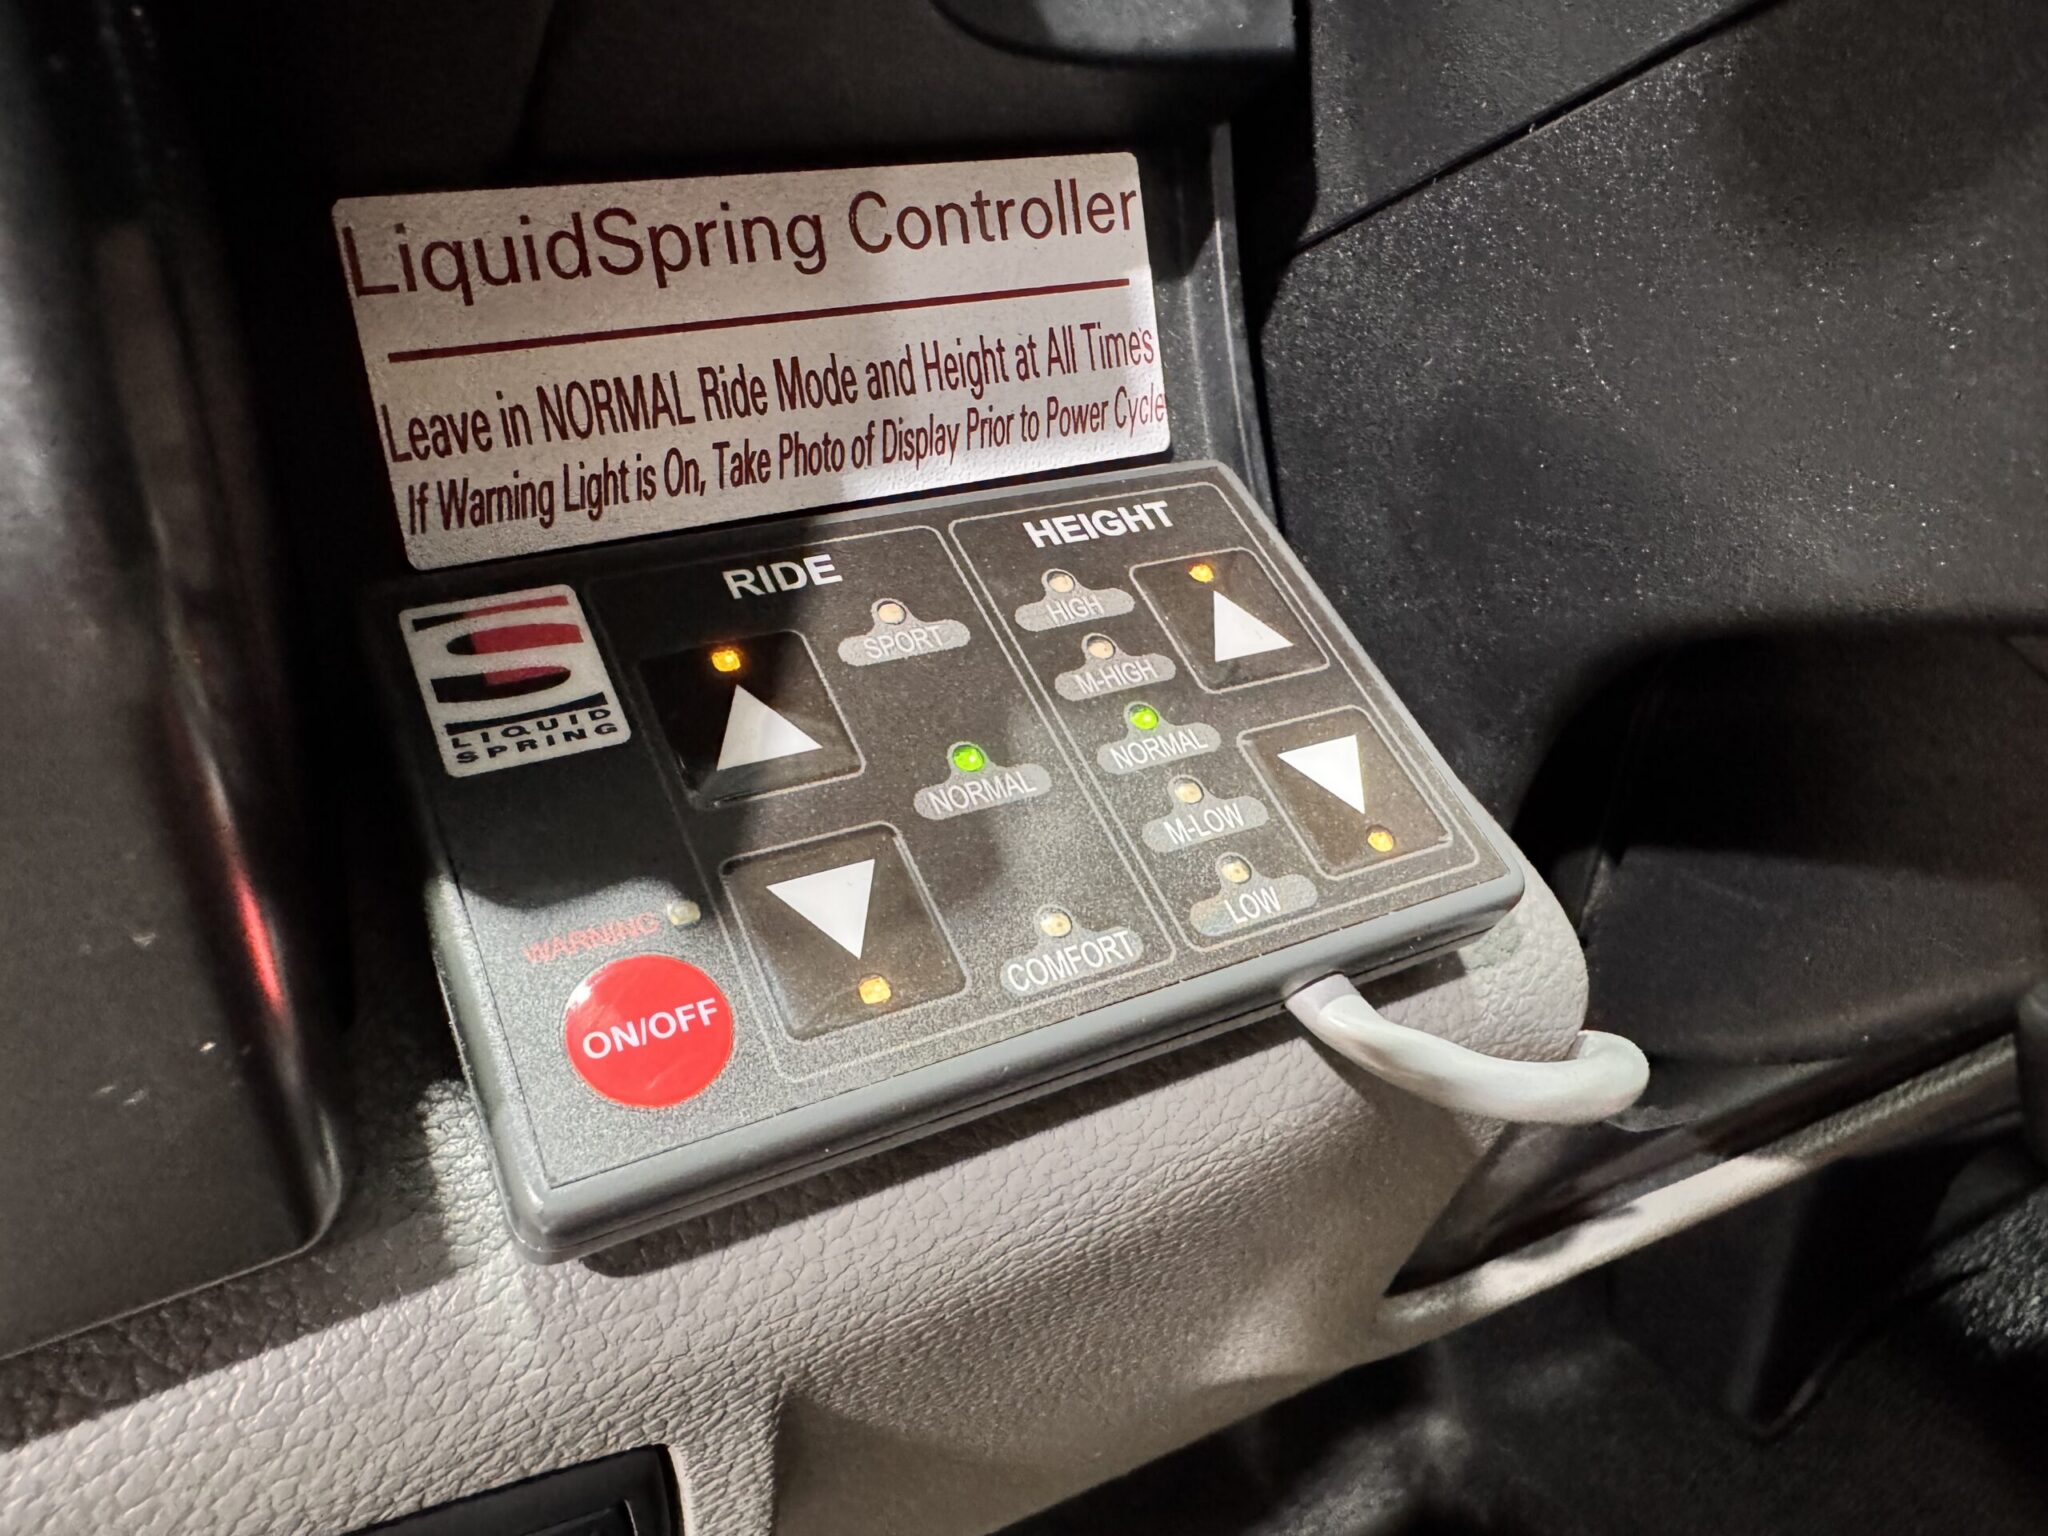 LiquidSpring Controller
Leave in NORMAL Ride Mode and Height at All Times
If Warning Light is On, Take Photo of Display Prior to Power Cycle
LIQUID
SPRING
RIDE
SPORT
NORMAL
COMFORT
WARNING
ON/OFF
HEIGHT
HIGH
M-HIGH
NORMAL
M-LOW
LOW